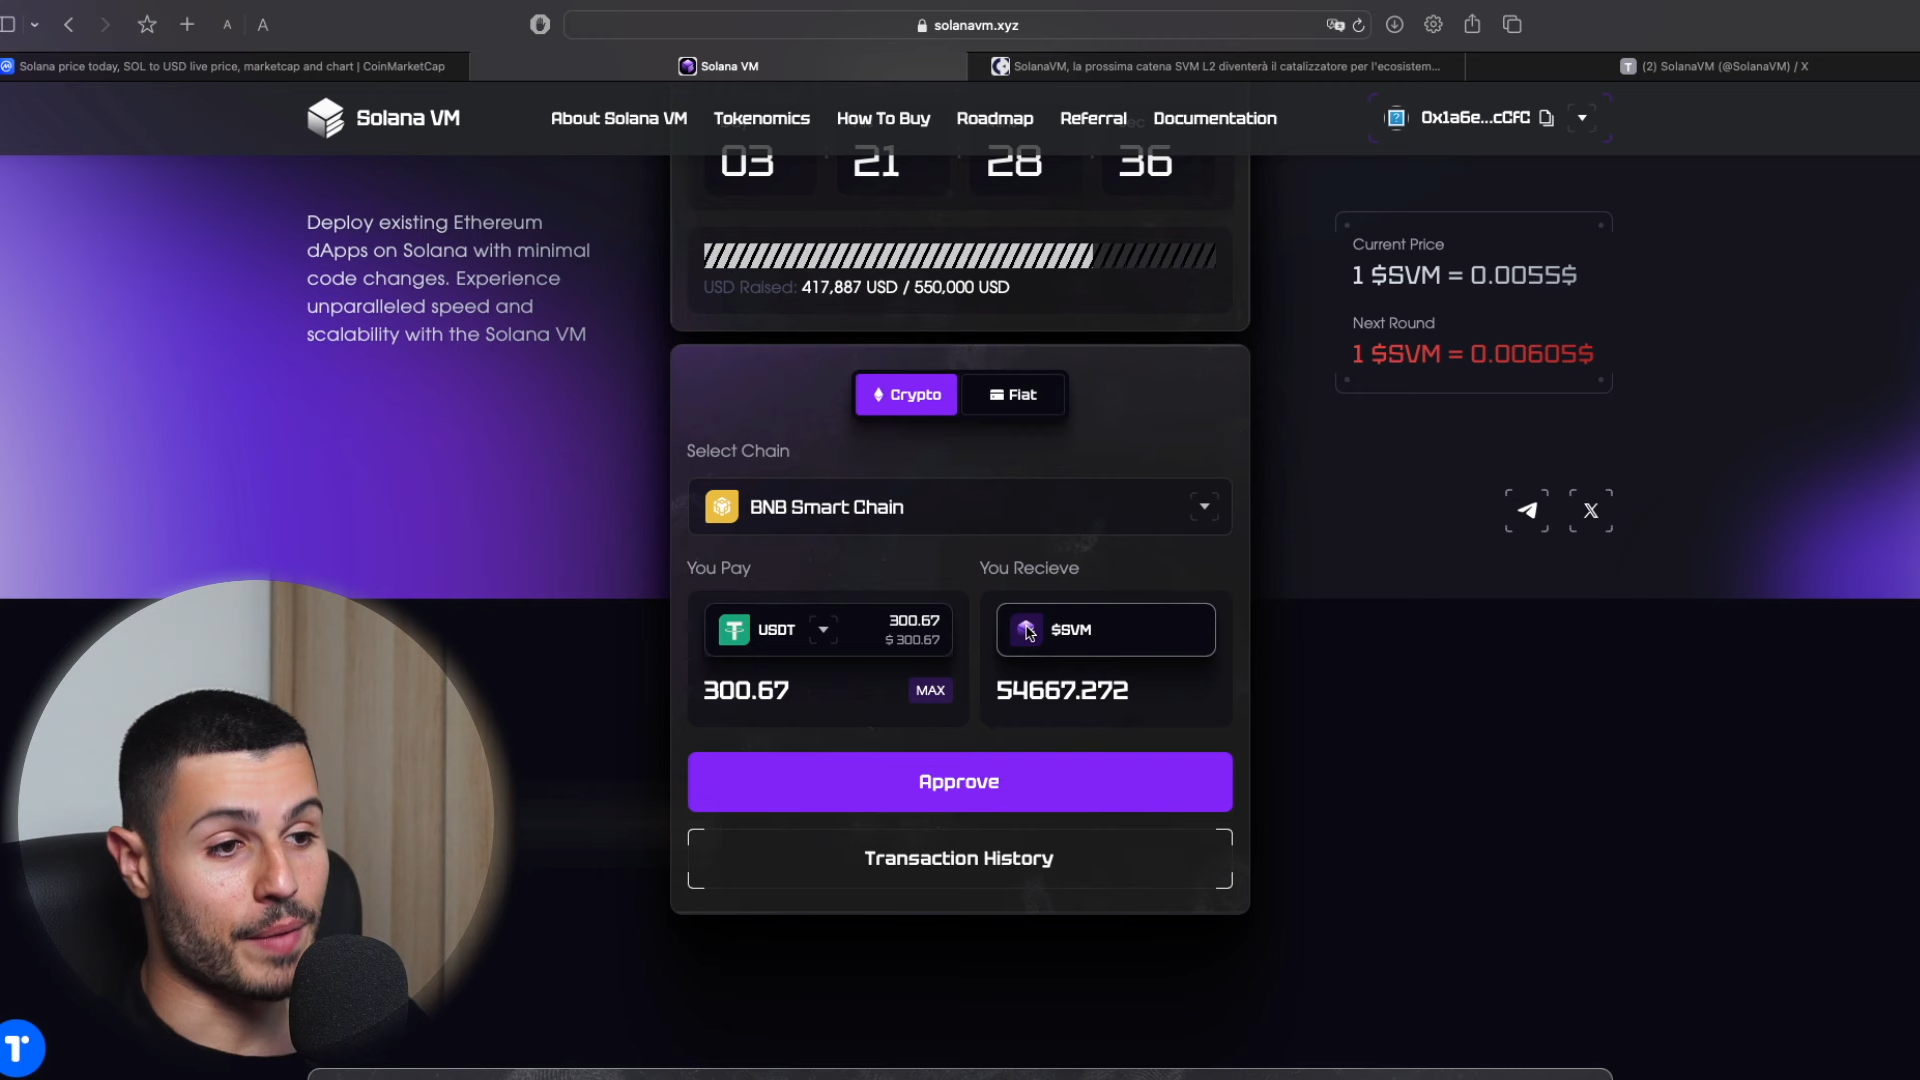 A A
solanavm.xyz
Solana price today, SOL to USD live price, marketcap and chart | CoinMarketCap
Solana VM
SolanaVM, la prossima catena SVM L2 diventerà il catalizzatore per l'ecosistem...
T (2) SolanaVM (@SolanaVM) / X
Solana VM
About Solana VM
Tokenomics
How To Buy
Roadmap
Referral
Documentation
0x1a6e...cCfC
03 : 21 : 28 : 36
Deploy existing Ethereum
dApps on Solana with minimal
code changes. Experience
unparalleled speed and
scalability with the Solana VM
USD Raised: 417,887 USD / 550,000 USD
Current Price
1 $SVM = 0.0055$
Next Round
1 $SVM = 0.00605$
Crypto
Fiat
Select Chain
BNB Smart Chain
You Pay
You Recieve
USDT
300.67
$ 300.67
$SVM
300.67
MAX
54667.272
Approve
Transaction History